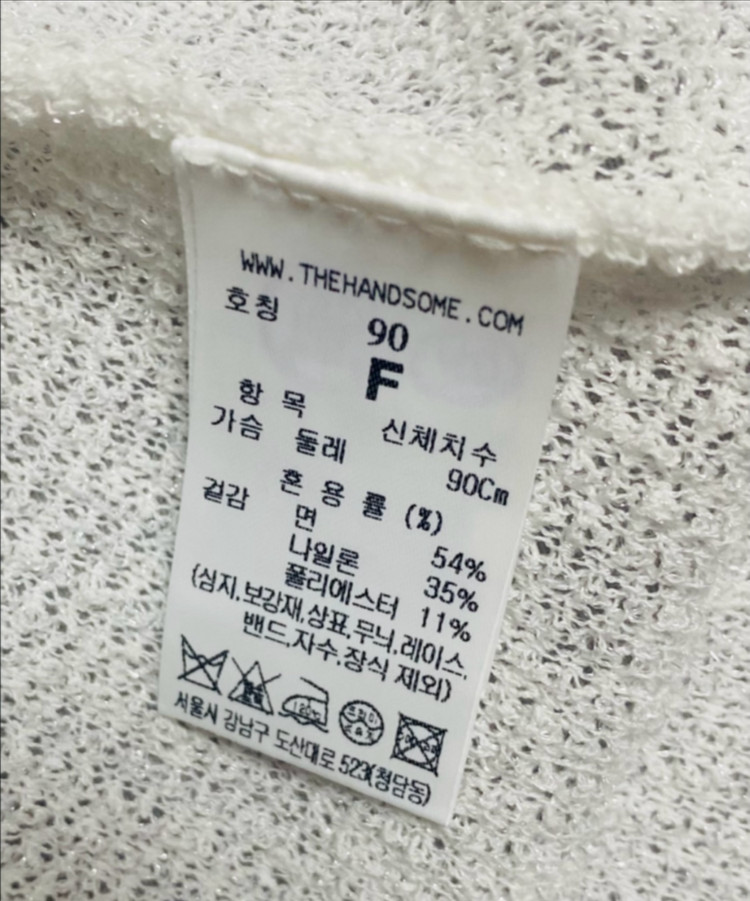 WWW.THEHANDSOME.COM
호칭 90
F
항 목 신체치수
가슴 둘레 90Cm
혼 용 률 (%)
겉감 면 54%
나일론 35%
폴리에스터 11%
(심지,보강재,상표,무늬,레이스,
밴드,자수,장식 제외)
서울시 강남구 도산대로 523(청담동)